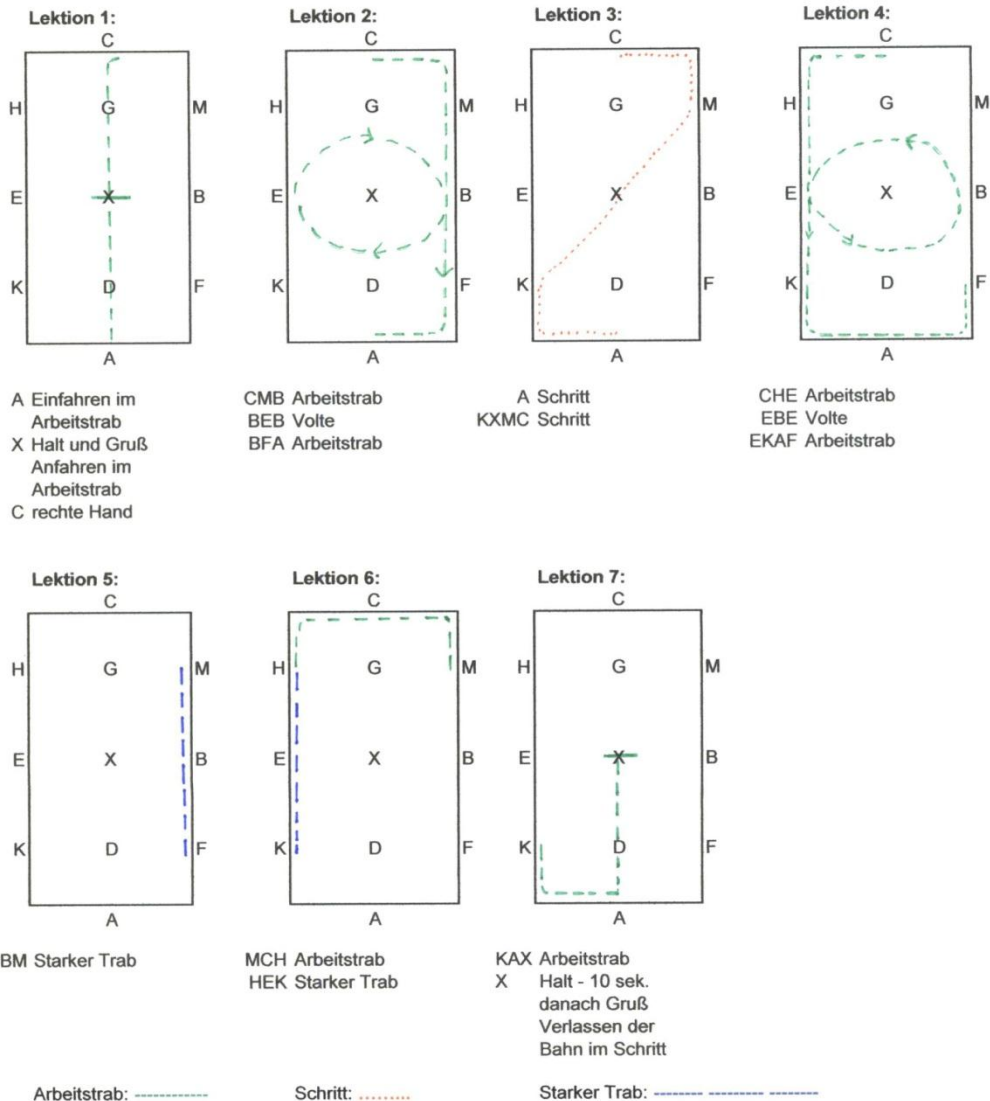 Lektion 1:
C
H G M
E X B
K D F
A
A Einfahren im
Arbeitstrab
X Halt und Gruß
Anfahren im
Arbeitstrab
C rechte Hand
Lektion 2:
C
G M
E X B
K D F
A
CMB Arbeitstrab
BEB Volte
BFA Arbeitstrab
Lektion 3:
C
H G M
E X B
K D F
A
A Schritt
KXMC Schritt
Lektion 4:
C
H G M
E X B
K D F
A
CHE Arbeitstrab
EBE Volte
EKAF Arbeitstrab
Lektion 5:
C
H G M
E X B
K D F
A
BM Starker Trab
Lektion 6:
C
H G M
E X B
K D F
A
MCH Arbeitstrab
HEK Starker Trab
Lektion 7:
C
H G M
E X B
K D F
A
KAX Arbeitstrab
X Halt - 10 sek.
danach Gruß
Verlassen der
Bahn im Schritt
Arbeitstrab: Schritt: Starker Trab: